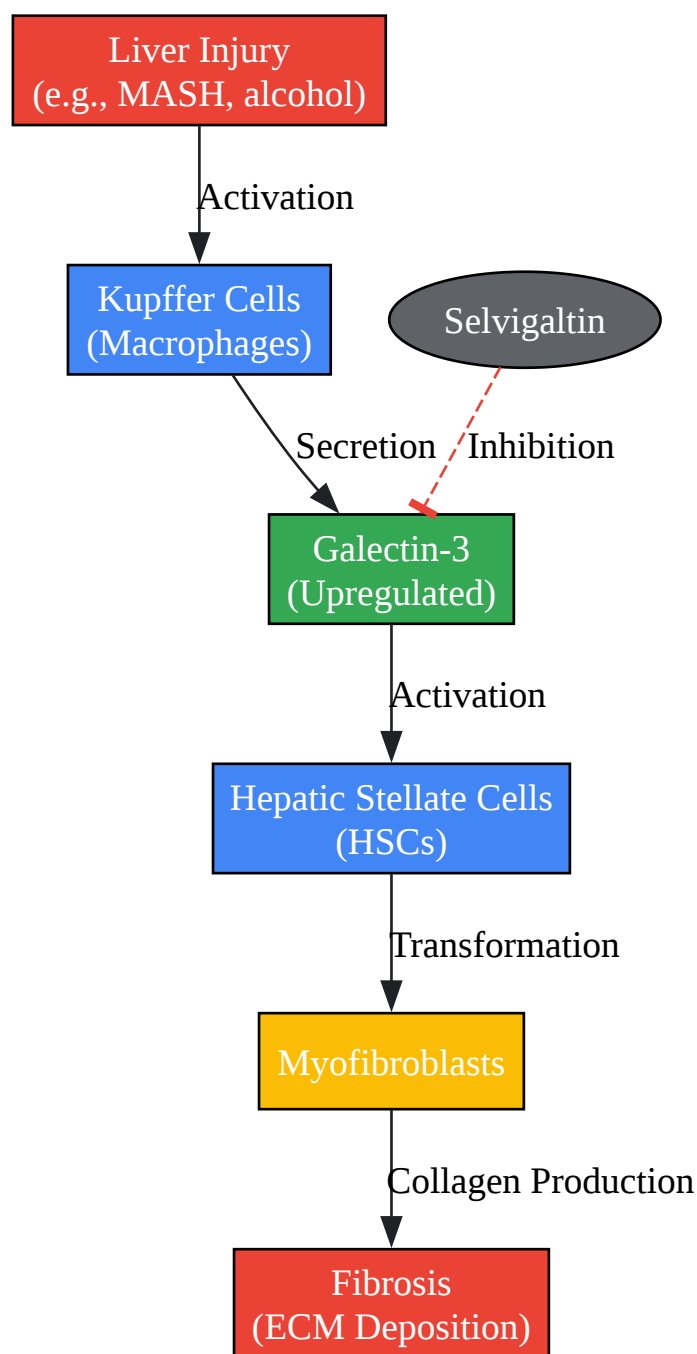 Liver Injury
(e.g., MASH, alcohol)
Activation
Kupffer Cells
(Macrophages)
Selvigaltin
Secretion
Inhibition
Galectin-3
(Upregulated)
Activation
Hepatic Stellate Cells
(HSCs)
Transformation
Myofibroblasts
Collagen Production
Fibrosis
(ECM Deposition)